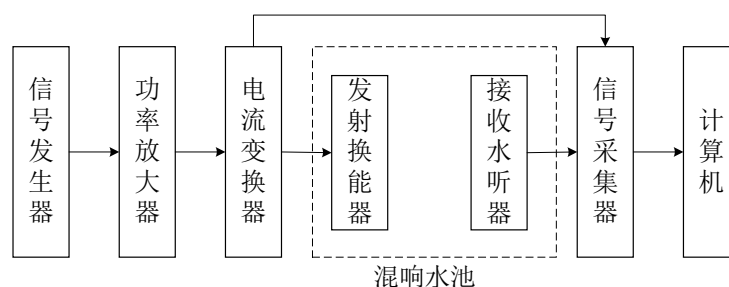 信号发生器
功率放大器
电流变换器
发射换能器
接收水听器
信号采集器
计算机
混响水池